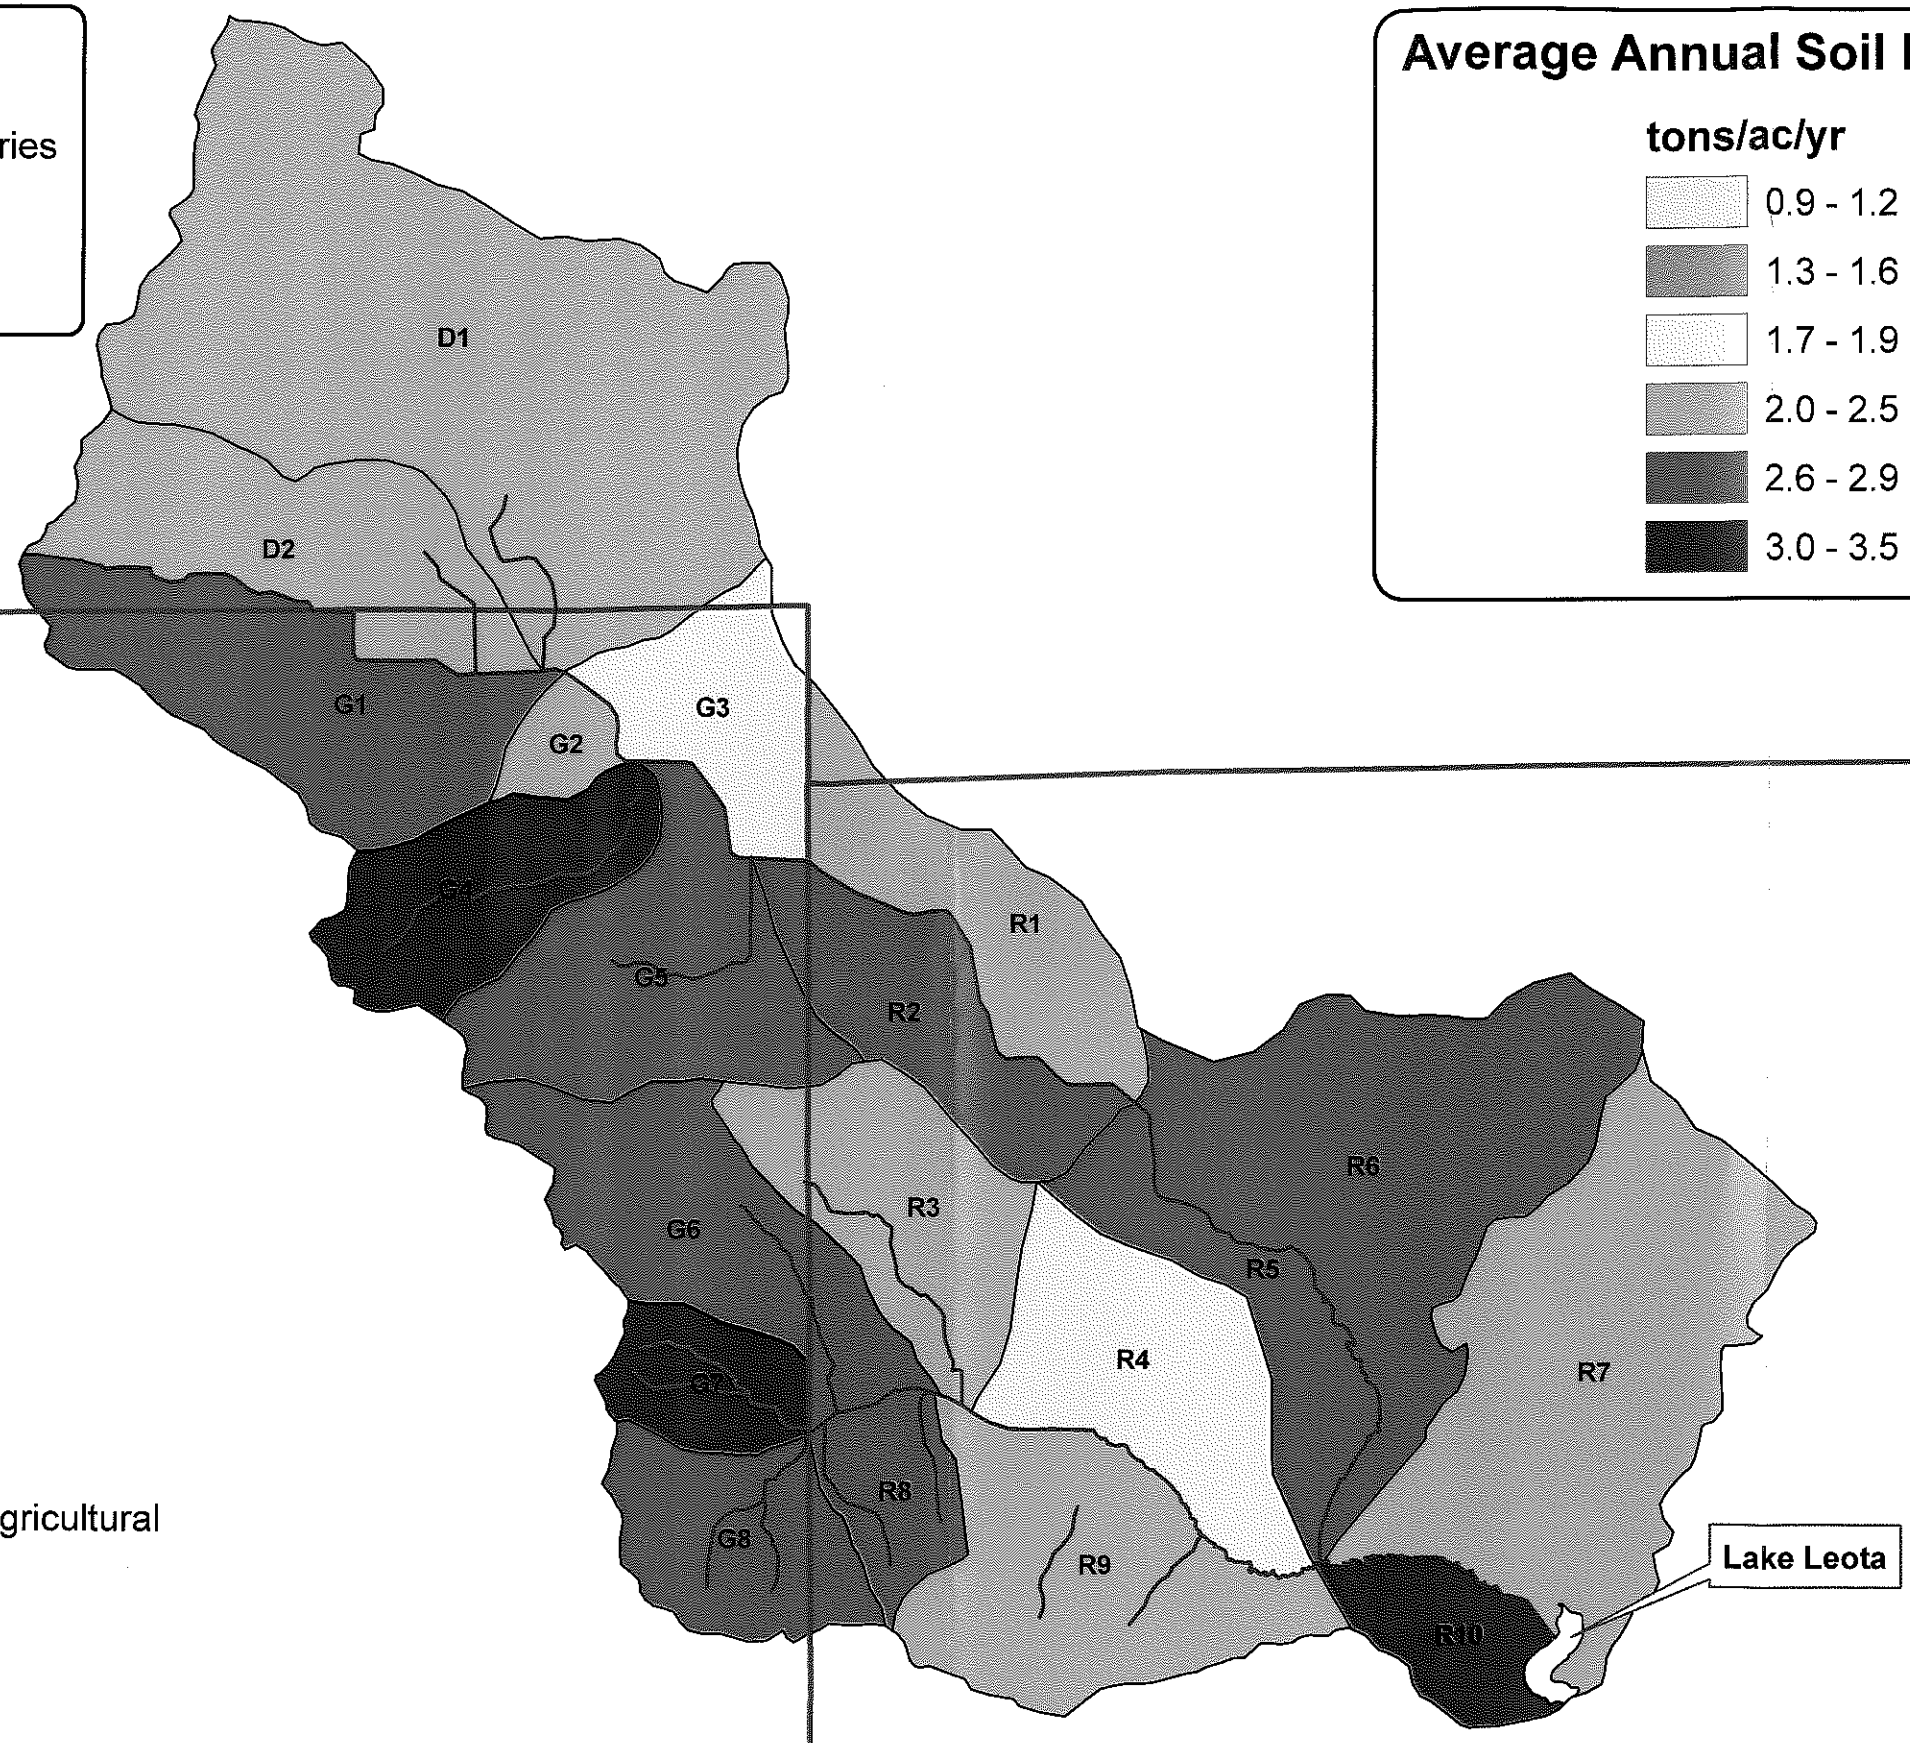 Average Annual Soil
tons/ac/yr
0.9 - 1.2
1.3 - 1.6
1.7 - 1.9
2.0 - 2.5
2.6 - 2.9
3.0 - 3.5
ries
D1
D2
G1
G3
G2
G4
R1
G5
R2
R6
R3
G6
R5
R4
R7
G7
R8
gricultural
G8
R9
Lake Leota
R10